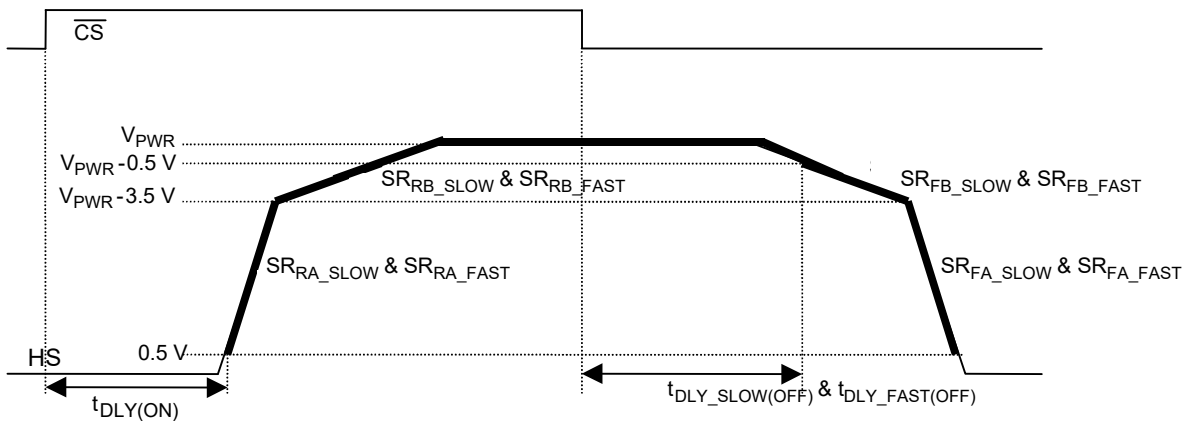 CS
VPWR
VPWR -0.5 V
VPWR -3.5 V
SRRB_SLOW & SRRB_FAST
SRFB_SLOW & SRFB_FAST
SRRA_SLOW & SRRA_FAST
SRFA_SLOW & SRFA_FAST
0.5 V
HS
tDLY(ON)
tDLY_SLOW(OFF) & tDLY_FAST(OFF)